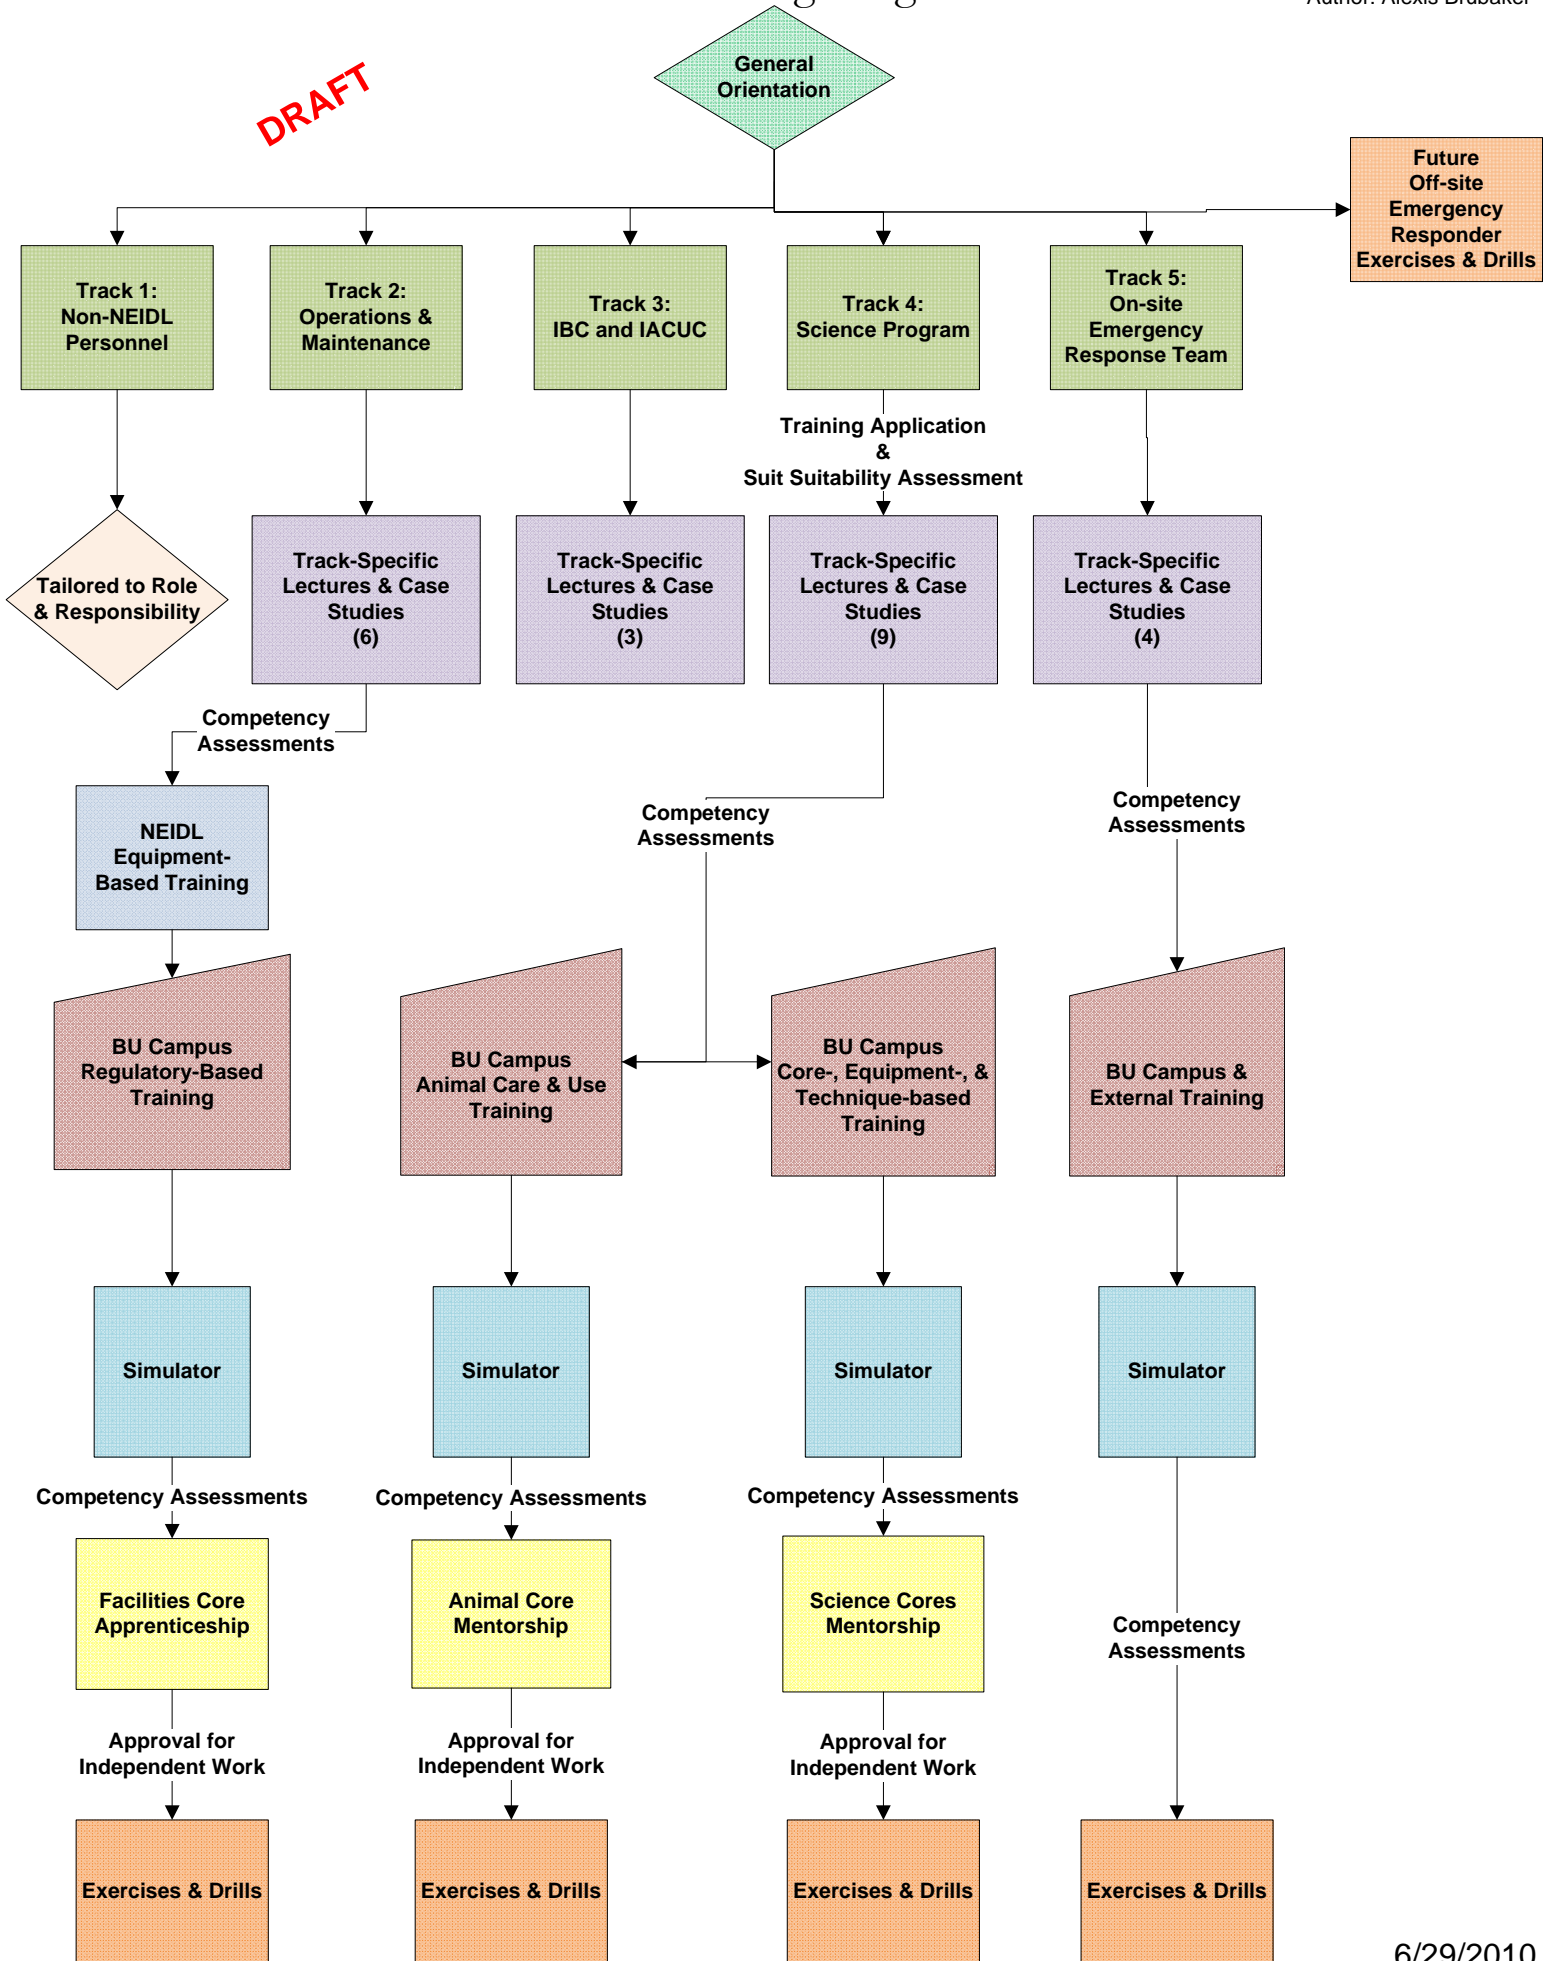 DRAFT
General
Orientation
Future
Off-site
Emergency
Responder
Exercises & Drills
Track 1:
Non-NEIDL
Personnel
Track 2:
Operations &
Maintenance
Track 3:
IBC and IACUC
Track 4:
Science Program
Track 5:
On-site
Emergency
Response Team
Training Application
&
Suit Suitability Assessment
Tailored to Role
& Responsibility
Track-Specific
Lectures & Case
Studies
(6)
Track-Specific
Lectures & Case
Studies
(3)
Track-Specific
Lectures & Case
Studies
(9)
Track-Specific
Lectures & Case
Studies
(4)
Competency
Assessments
Competency
Assessments
Competency
Assessments
NEIDL
Equipment-
Based Training
BU Campus
Regulatory-Based
Training
BU Campus
Animal Care & Use
Training
BU Campus
Core-, Equipment-, &
Technique-based
Training
BU Campus &
External Training
Simulator
Simulator
Simulator
Simulator
Competency Assessments
Competency Assessments
Competency Assessments
Facilities Core
Apprenticeship
Animal Core
Mentorship
Science Cores
Mentorship
Competency
Assessments
Approval for
Independent Work
Approval for
Independent Work
Approval for
Independent Work
Exercises & Drills
Exercises & Drills
Exercises & Drills
Exercises & Drills
6/29/2010